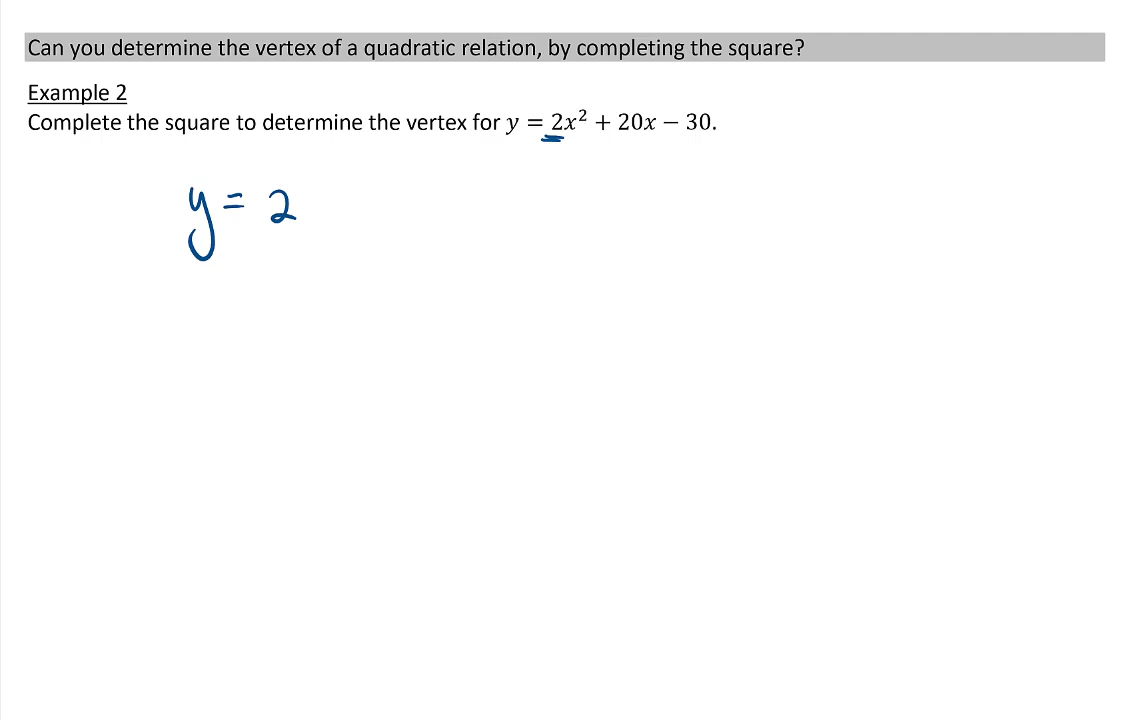 Can you determine the vertex of a quadratic relation, by completing the square?
Example 2
Complete the square to determine the vertex for 𝑦 = 2𝑥² + 20𝑥 − 30.
y = 2